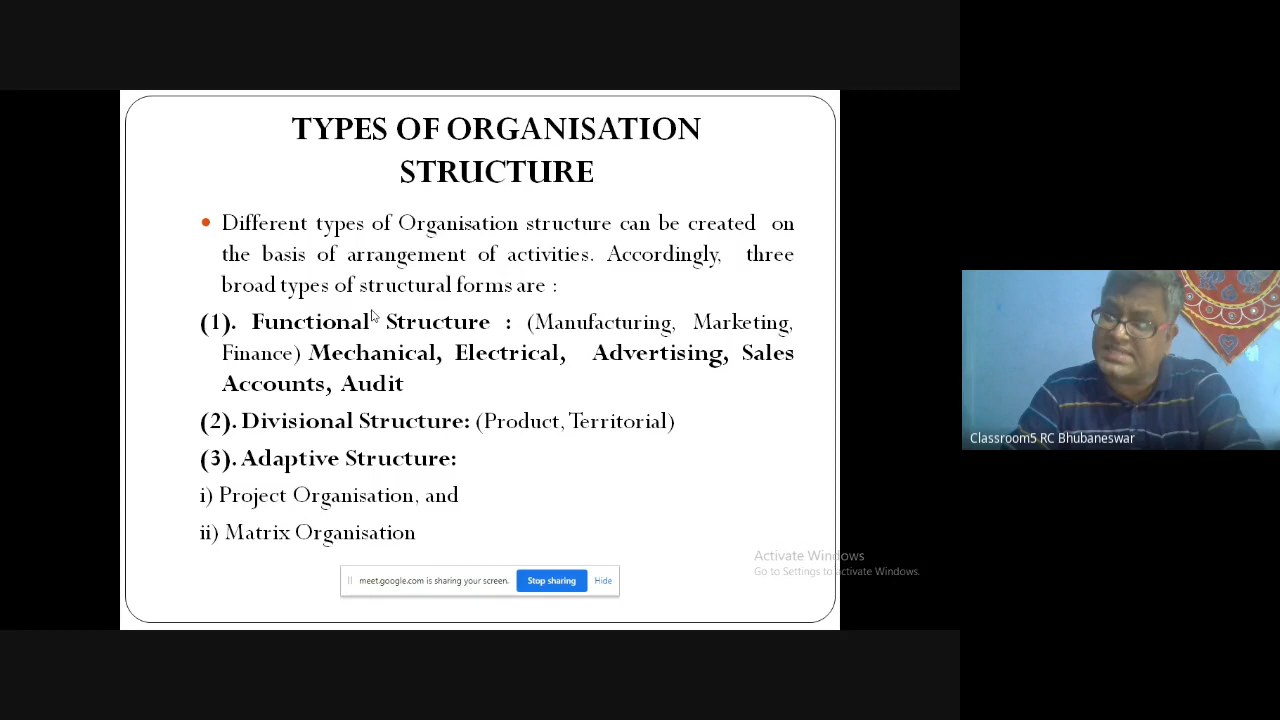 TYPES OF ORGANISATION
STRUCTURE
Different types of Organisation structure can be created on
the basis of arrangement of activities. Accordingly, three
broad types of structural forms are :
(1). Functional Structure : (Manufacturing, Marketing,
Finance) Mechanical, Electrical, Advertising, Sales
Accounts, Audit
(2). Divisional Structure: (Product, Territorial)
(3). Adaptive Structure:
i) Project Organisation, and
ii) Matrix Organisation
Activate Windows
Go to Settings to activate Windows.
meet.google.com is sharing your screen. Stop sharing Hide
Classroom5 RC Bhubaneswar